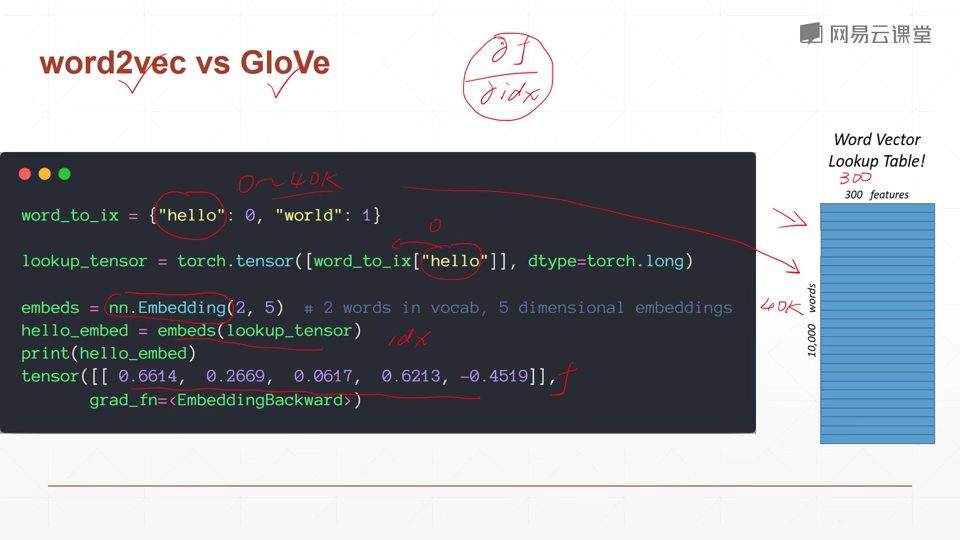 网易云课堂
word2vec vs GloVe
∂f
∂idx
Word Vector
Lookup Table!
300
300 features
0~40K
word_to_ix = {"hello": 0, "world": 1}
0
lookup_tensor = torch.tensor([word_to_ix["hello"]], dtype=torch.long)
embeds = nn.Embedding(2, 5) # 2 words in vocab, 5 dimensional embeddings
40K
10,000 words
hello_embed = embeds(lookup_tensor)
idx
print(hello_embed)
tensor([[ 0.6614, 0.2669, 0.0617, 0.6213, -0.4519]],
f
grad_fn=<EmbeddingBackward>)